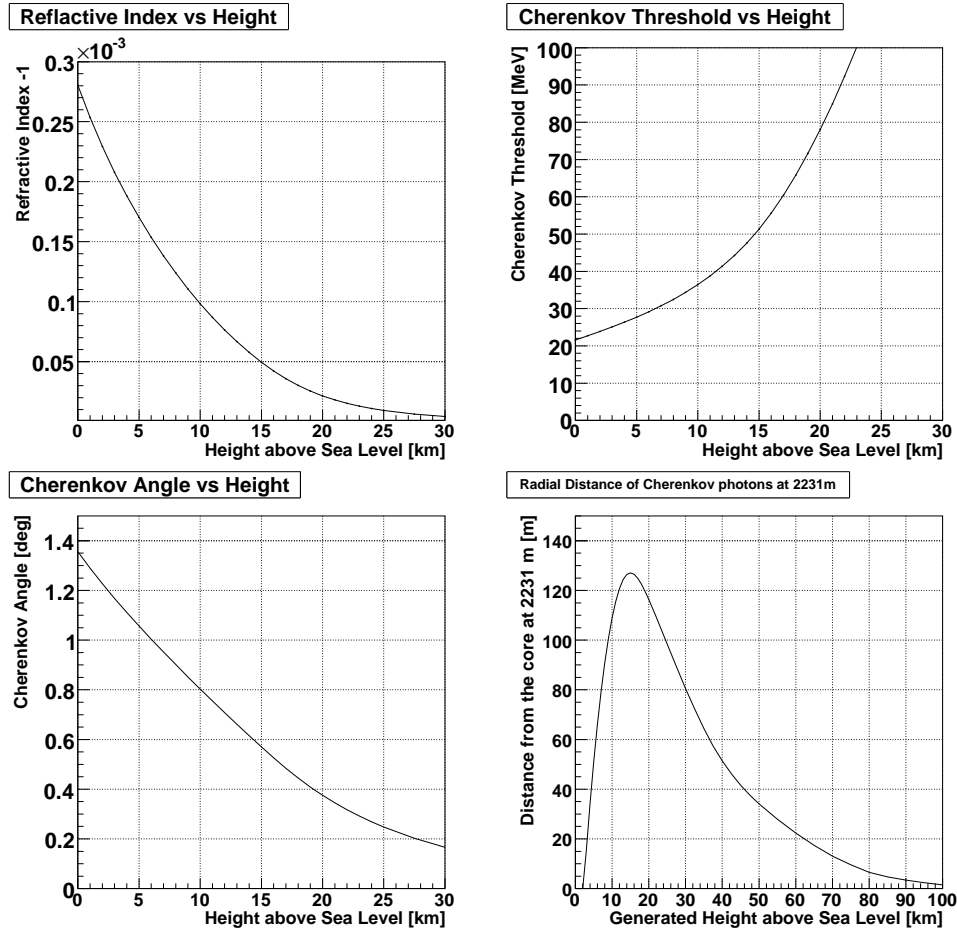 Reflactive Index vs Height
×10-3
Refractive Index -1
0.3
0.25
0.2
0.15
0.1
0.05
0 5 10 15 20 25 30
Height above Sea Level [km]
Cherenkov Threshold vs Height
Cherenkov Threshold [MeV]
100
90
80
70
60
50
40
30
20
10
0
0 5 10 15 20 25 30
Height above Sea Level [km]
Cherenkov Angle vs Height
Cherenkov Angle [deg]
1.4
1.2
1
0.8
0.6
0.4
0.2
0
0 5 10 15 20 25 30
Height above Sea Level [km]
Radial Distance of Cherenkov photons at 2231m
Distance from the core at 2231 m [m]
140
120
100
80
60
40
20
0
0 10 20 30 40 50 60 70 80 90 100
Generated Height above Sea Level [km]